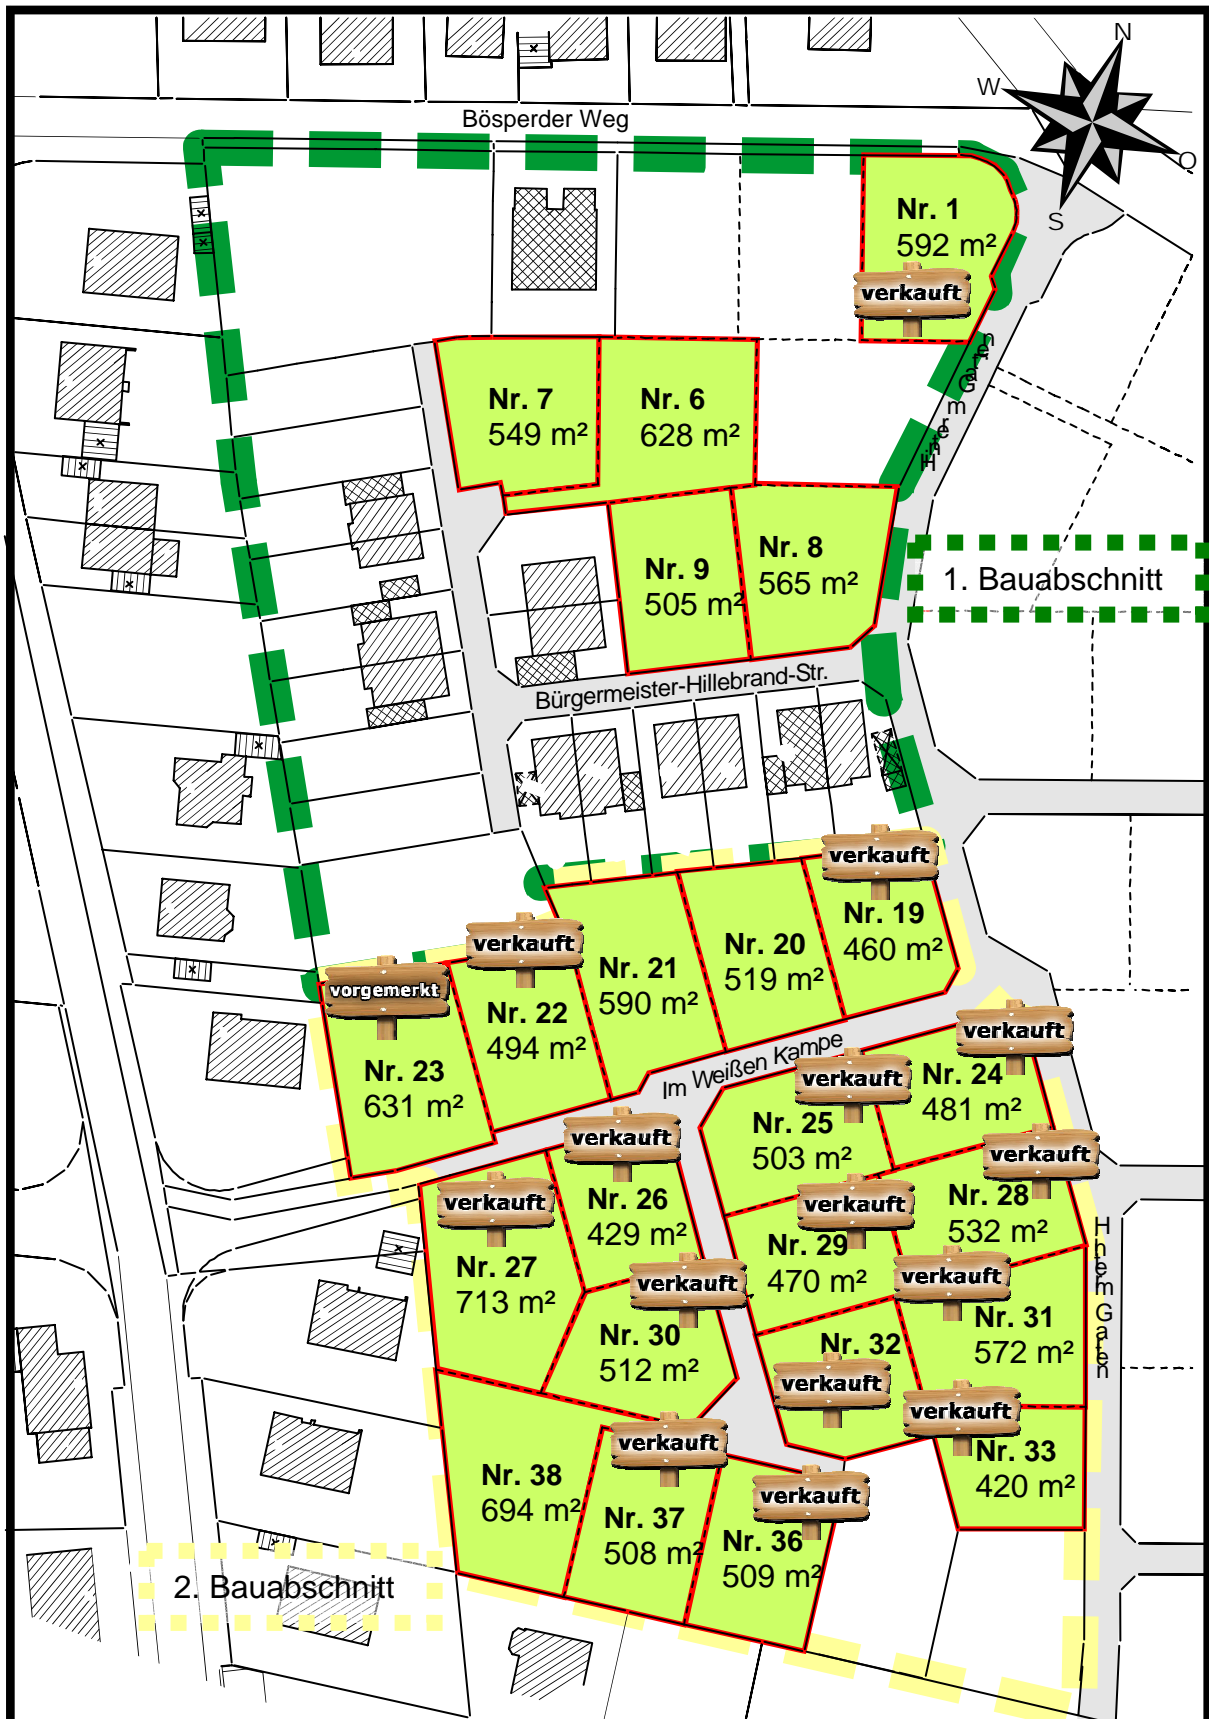 N
W
O
S
Bösperder Weg
Nr. 1
592 m²
verkauft
Hinterm Garten
Nr. 7
549 m²
Nr. 6
628 m²
Nr. 9
505 m²
Nr. 8
565 m²
1. Bauabschnitt
Bürgermeister-Hillebrand-Str.
verkauft
Nr. 19
460 m²
Nr. 20
519 m²
Nr. 21
590 m²
verkauft
Nr. 22
494 m²
vorgemerkt
Nr. 23
631 m²
Im Weißen Kampe
verkauft
Nr. 24
481 m²
verkauft
Nr. 25
503 m²
verkauft
Nr. 26
429 m²
verkauft
Nr. 27
713 m²
verkauft
Nr. 28
532 m²
verkauft
Nr. 29
470 m²
verkauft
Nr. 30
512 m²
verkauft
Nr. 31
572 m²
Nr. 32
verkauft
verkauft
Nr. 33
420 m²
Hinterm Garten
Nr. 38
694 m²
verkauft
Nr. 37
508 m²
verkauft
Nr. 36
509 m²
2. Bauabschnitt